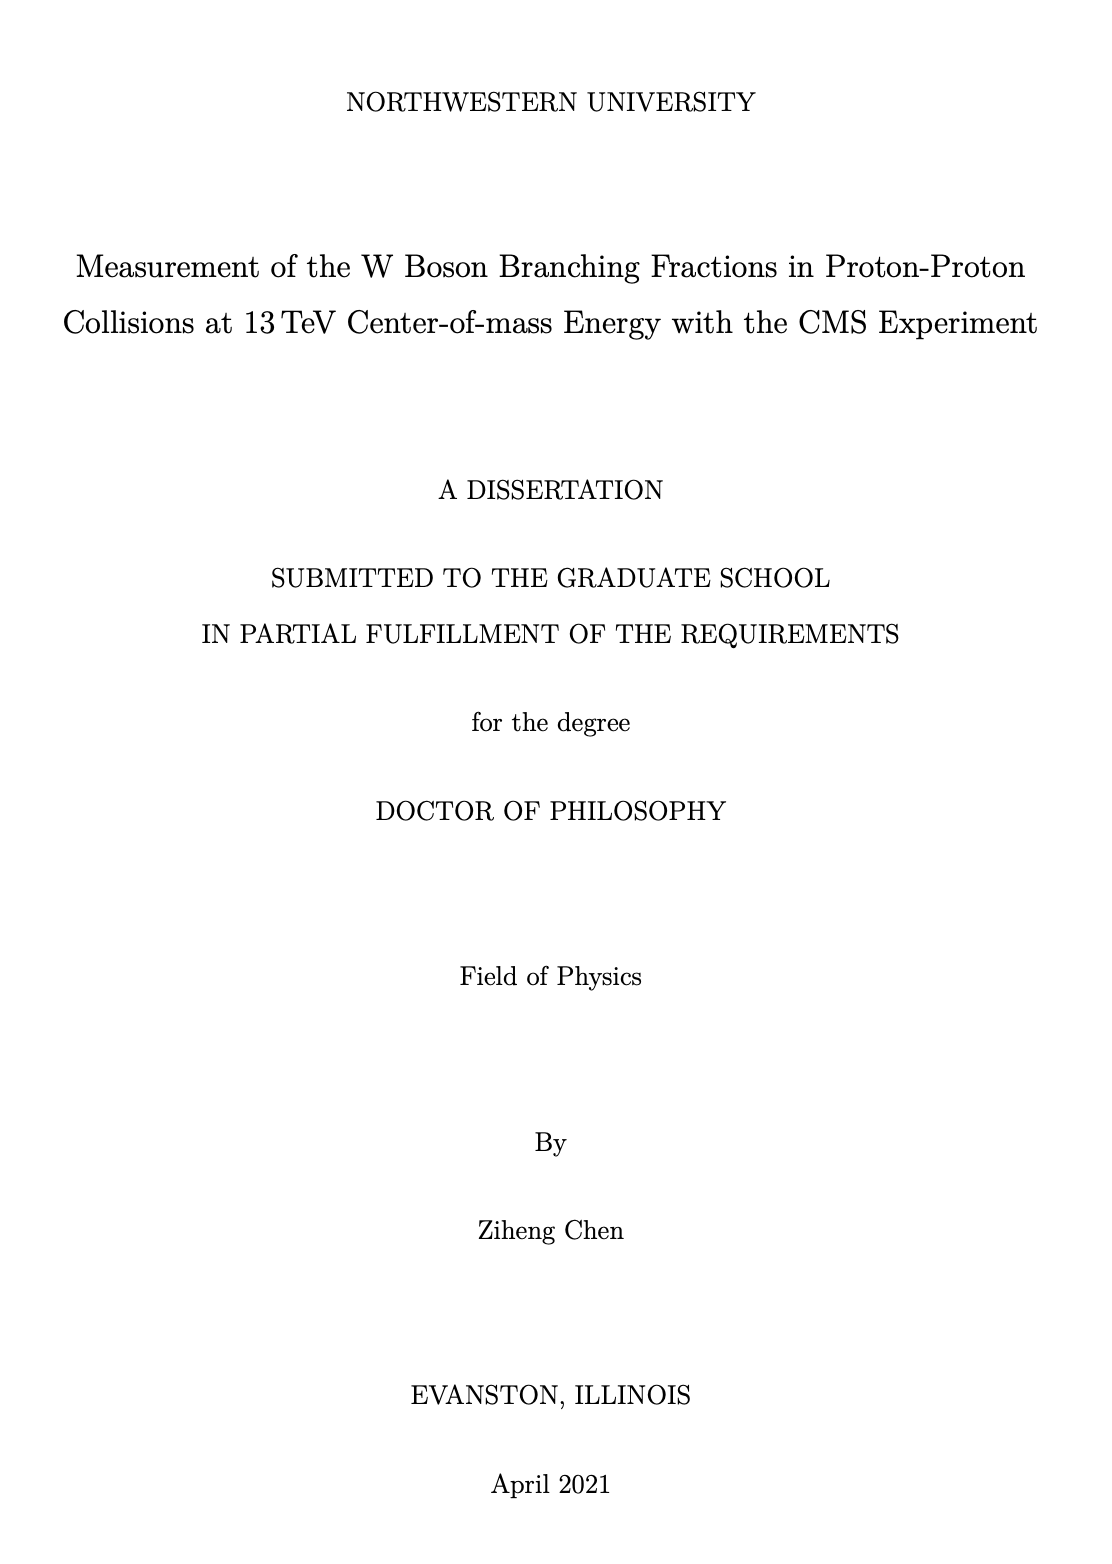 NORTHWESTERN UNIVERSITY
Measurement of the W Boson Branching Fractions in Proton-Proton
Collisions at 13 TeV Center-of-mass Energy with the CMS Experiment
A DISSERTATION
SUBMITTED TO THE GRADUATE SCHOOL
IN PARTIAL FULFILLMENT OF THE REQUIREMENTS
for the degree
DOCTOR OF PHILOSOPHY
Field of Physics
By
Ziheng Chen
EVANSTON, ILLINOIS
April 2021